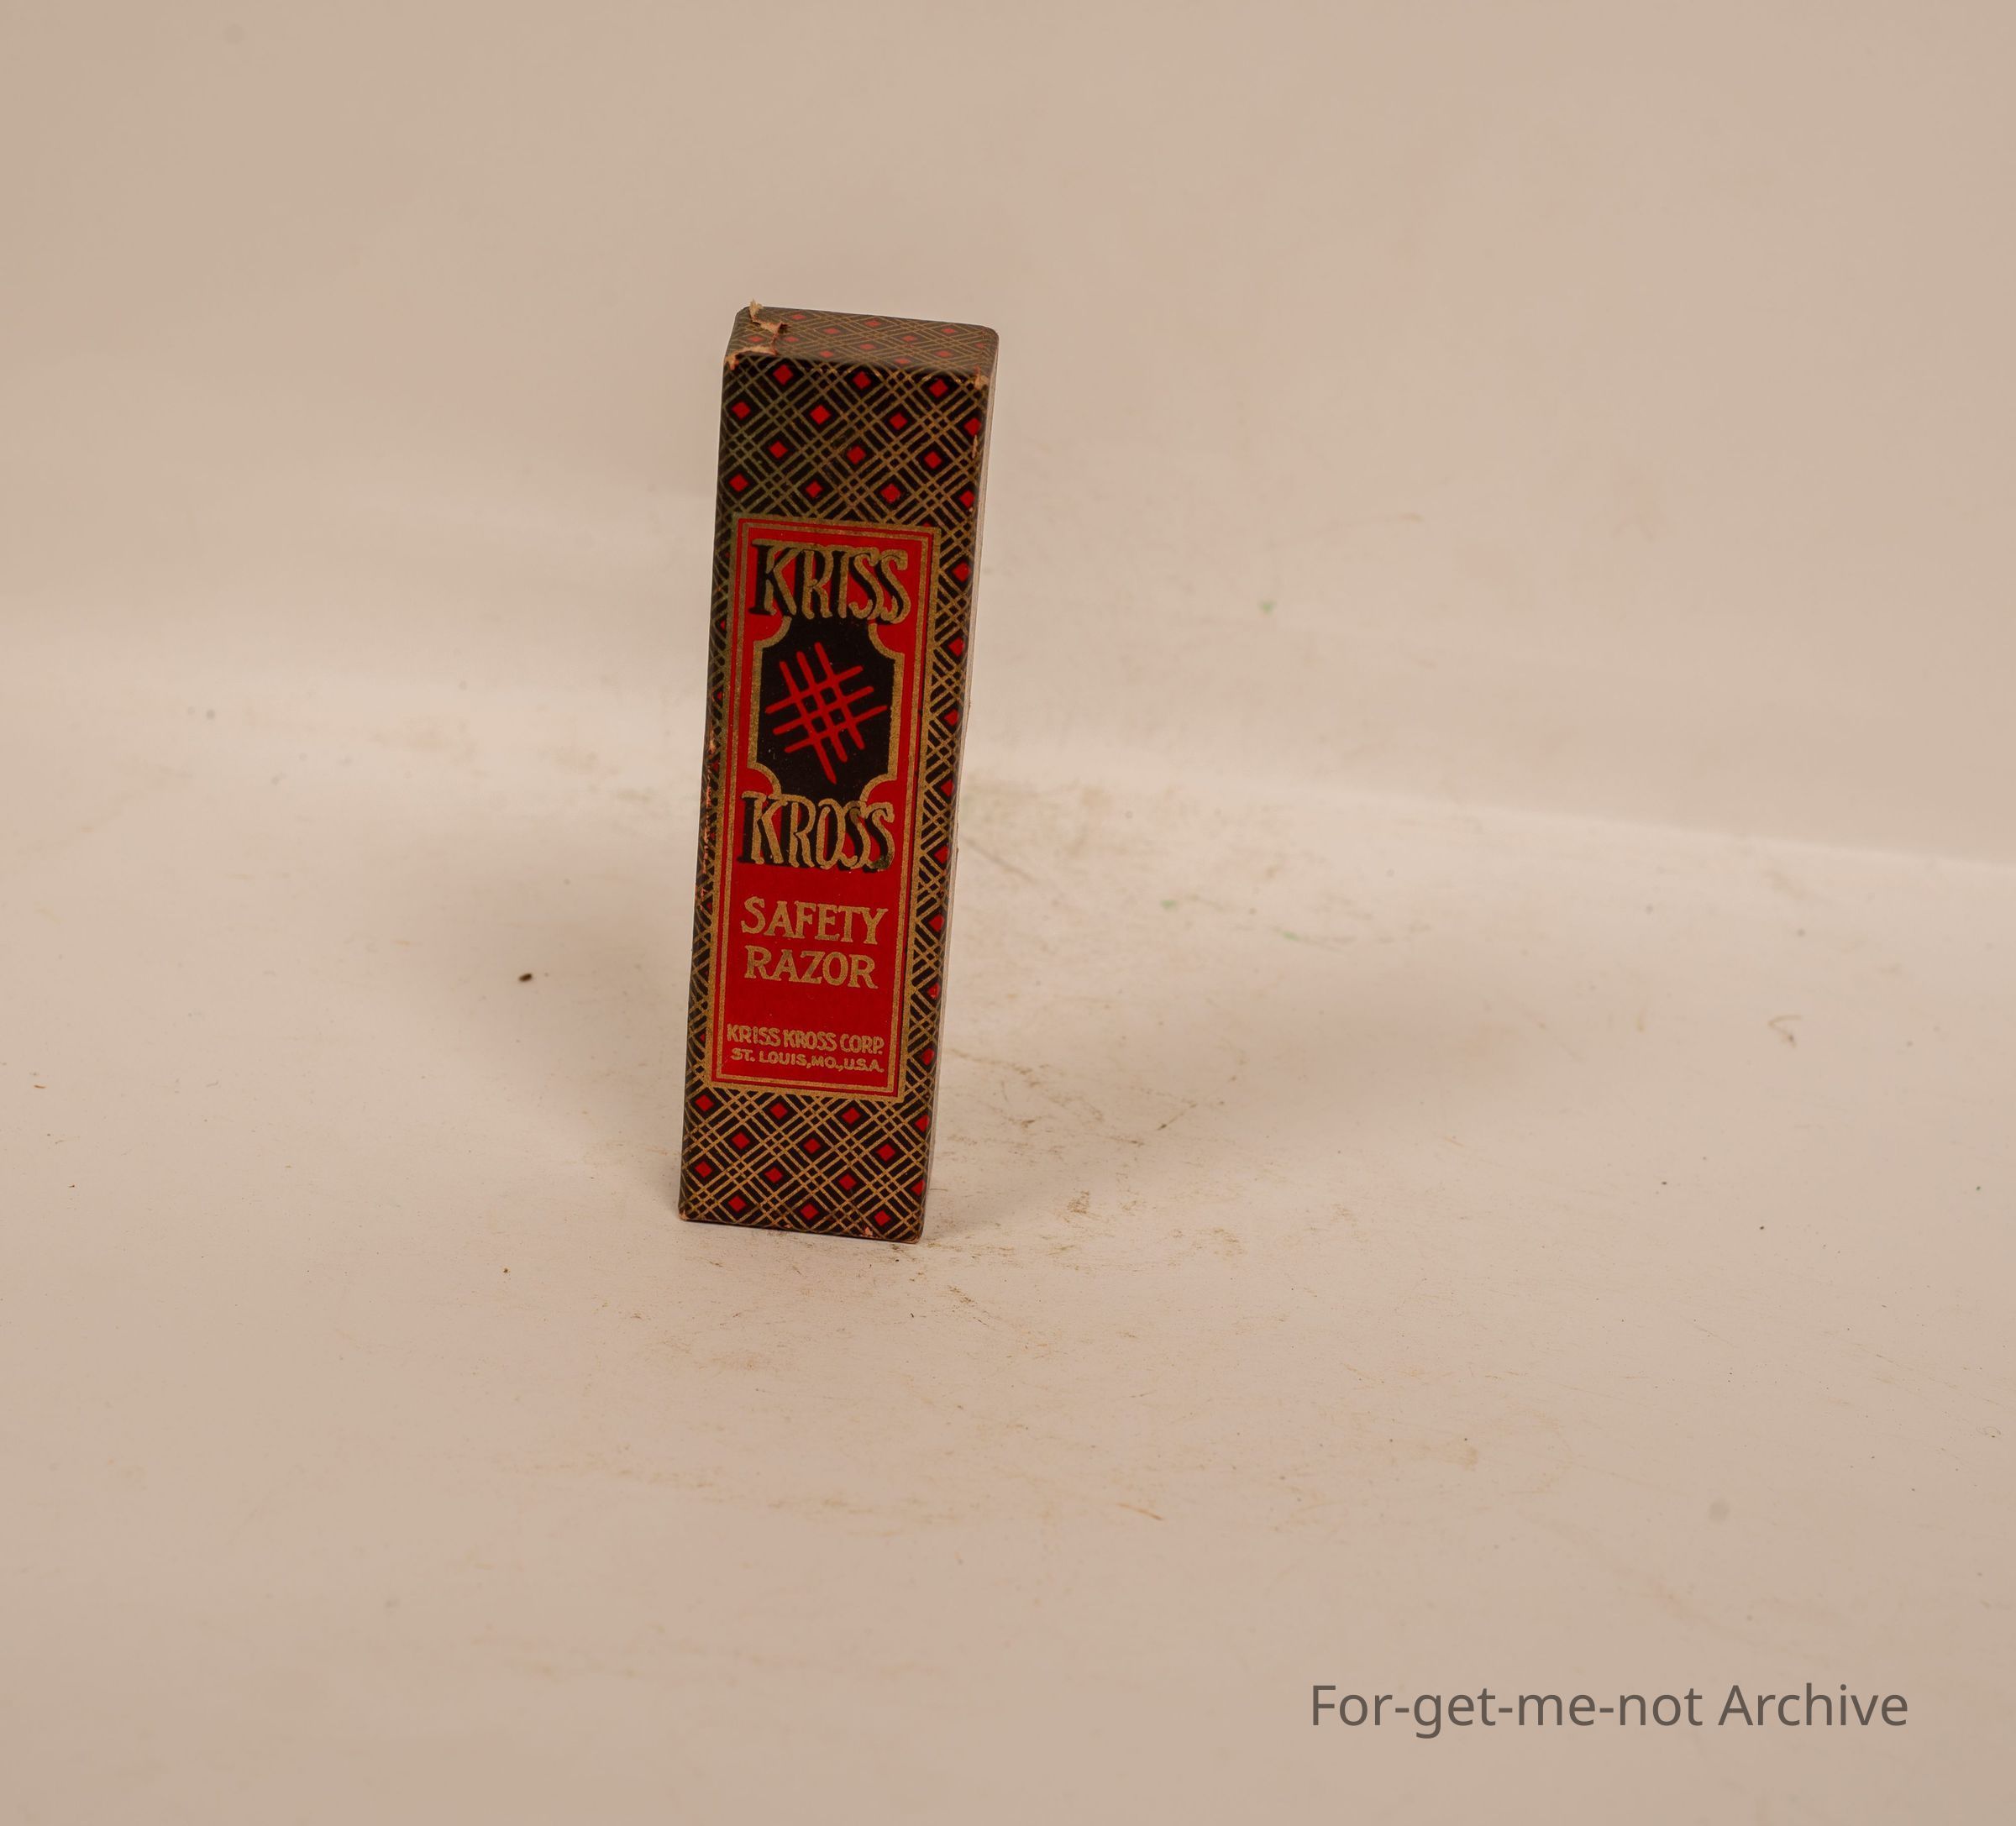 KRISS
KROSS
SAFETY
RAZOR
KRISS KROSS CORP.
ST. LOUIS, MO., U.S.A.
For-get-me-not Archive